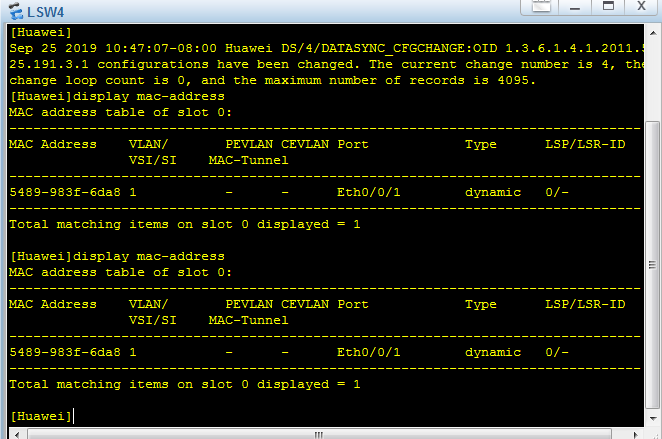 LSW4
[Huawei]
Sep 25 2019 10:47:07-08:00 Huawei DS/4/DATASYNC_CFGCHANGE:OID 1.3.6.1.4.1.2011.5
25.191.3.1 configurations have been changed. The current change number is 4, the
change loop count is 0, and the maximum number of records is 4095.
[Huawei]display mac-address
MAC address table of slot 0:
-------------------------------------------------------------------------------
MAC Address    VLAN/       PEVLAN CEVLAN Port            Type      LSP/LSR-ID
               VSI/SI    MAC-Tunnel
-------------------------------------------------------------------------------
5489-983f-6da8 1           -      -      Eth0/0/1        dynamic   0/-
-------------------------------------------------------------------------------
Total matching items on slot 0 displayed = 1
[Huawei]display mac-address
MAC address table of slot 0:
-------------------------------------------------------------------------------
MAC Address    VLAN/       PEVLAN CEVLAN Port            Type      LSP/LSR-ID
               VSI/SI    MAC-Tunnel
-------------------------------------------------------------------------------
5489-983f-6da8 1           -      -      Eth0/0/1        dynamic   0/-
-------------------------------------------------------------------------------
Total matching items on slot 0 displayed = 1
[Huawei]